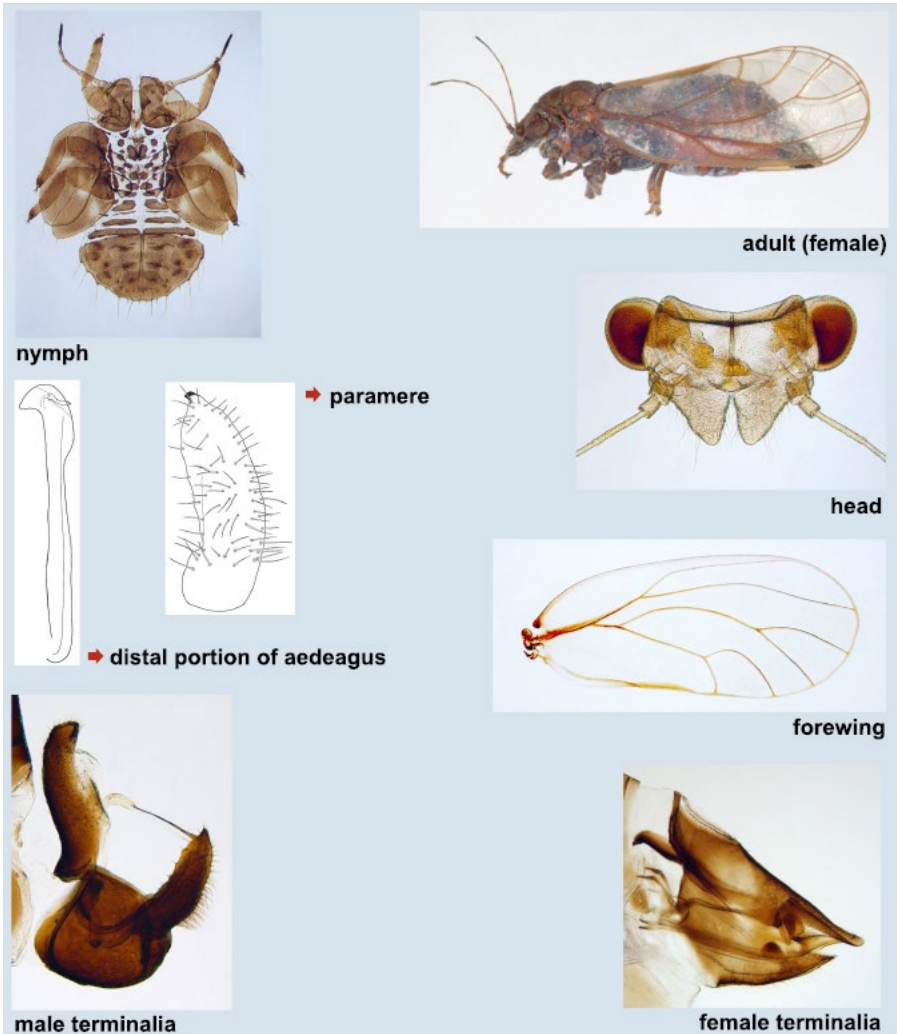 adult (female)
nymph
paramere
head
distal portion of aedeagus
forewing
male terminalia
female terminalia